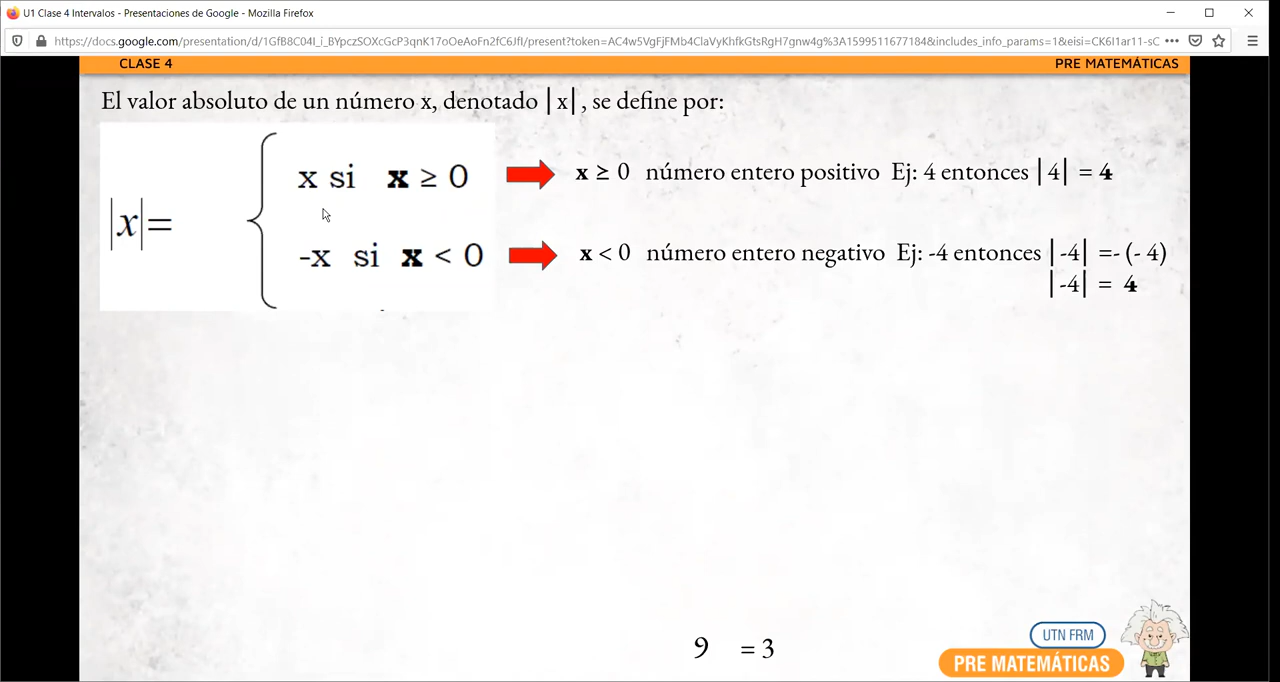 U1 Clase 4 Intervalos - Presentaciones de Google - Mozilla Firefox
https://docs.google.com/presentation/d/1GfB8C04I_i_BYpczSOXcGcP3qnK17oOeAoFn2fC6JfI/present?token=AC4w5VgFjFMb4ClaVyKhfkGtsRgH7gnw4g%3A1599511677184&includes_info_params=1&eisi=CK6I1ar11-sC
CLASE 4 PRE MATEMÁTICAS
El valor absoluto de un número x, denotado |x|, se define por:
x si x ≥ 0 x ≥ 0 número entero positivo Ej: 4 entonces |4| = 4
|x|=
-x si x < 0 x < 0 número entero negativo Ej: -4 entonces |-4| =- (- 4)
|-4| = 4
9 = 3
UTN FRM
PRE MATEMÁTICAS